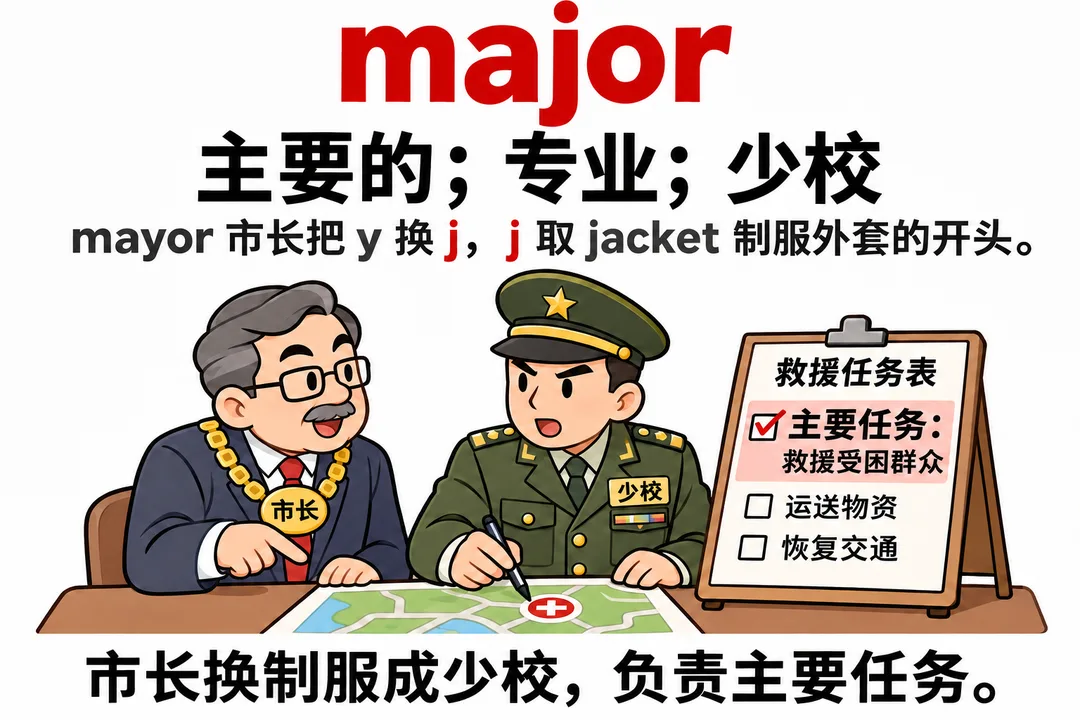 major
主要的；专业；少校
mayor 市长把 y 换 j，j 取 jacket 制服外套的开头。
市长
少校
救援任务表
主要任务：
救援受困群众
运送物资
恢复交通
市长换制服成少校，负责主要任务。